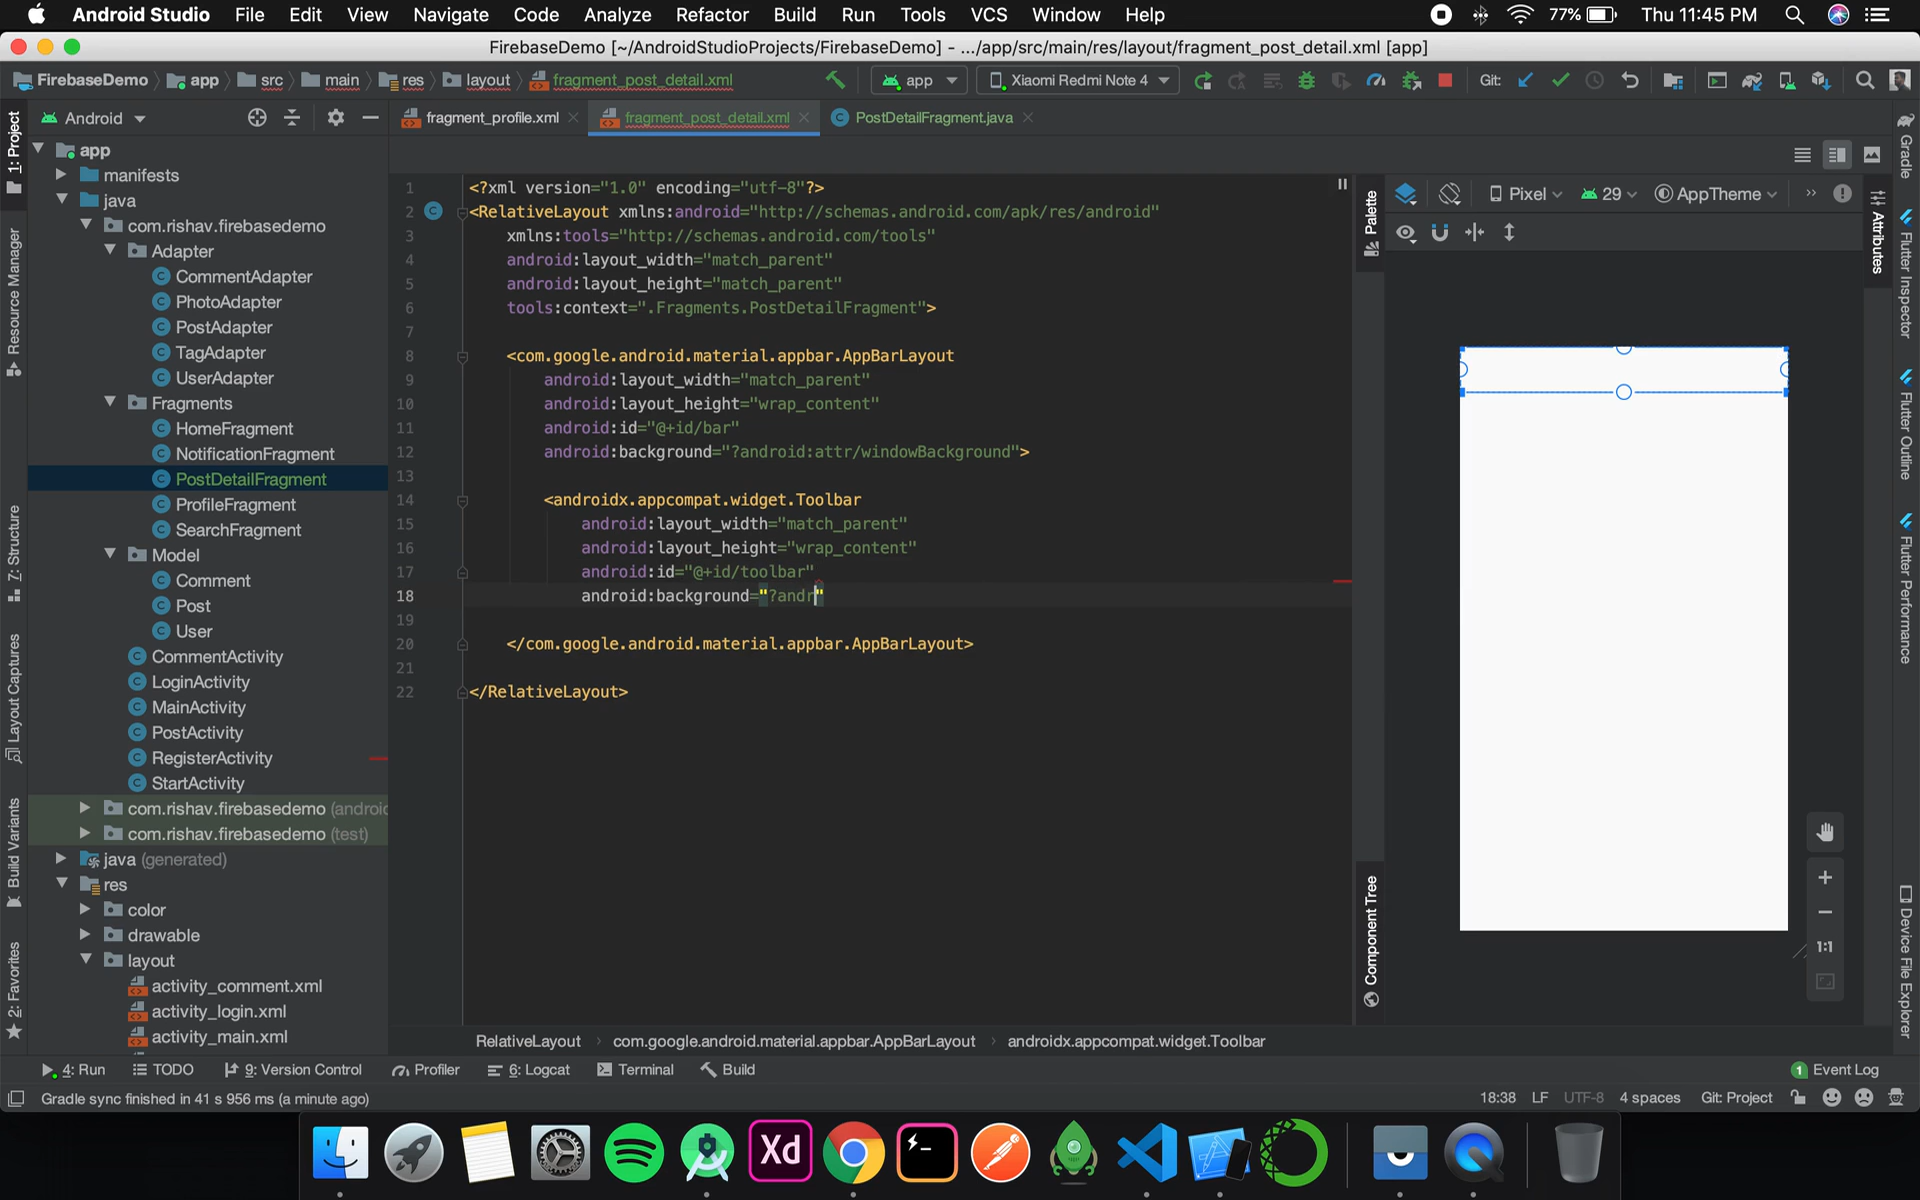 Android Studio File Edit View Navigate Code Analyze Refactor Build Run Tools VCS Window Help 77% Thu 11:45 PM
FirebaseDemo [~/AndroidStudioProjects/FirebaseDemo] - .../app/src/main/res/layout/fragment_post_detail.xml [app]
FirebaseDemo app src main res layout fragment_post_detail.xml app Xiaomi Redmi Note 4 Git:
Android fragment_profile.xml fragment_post_detail.xml PostDetailFragment.java
1: Project
Resource Manager
7: Structure
Layout Captures
Build Variants
2: Favorites
app
manifests
java
com.rishav.firebasedemo
Adapter
CommentAdapter
PhotoAdapter
PostAdapter
TagAdapter
UserAdapter
Fragments
HomeFragment
NotificationFragment
PostDetailFragment
ProfileFragment
SearchFragment
Model
Comment
Post
User
CommentActivity
LoginActivity
MainActivity
PostActivity
RegisterActivity
StartActivity
com.rishav.firebasedemo (androic
com.rishav.firebasedemo (test)
java (generated)
res
color
drawable
layout
activity_comment.xml
activity_login.xml
activity_main.xml
1 <?xml version="1.0" encoding="utf-8"?>
2 <RelativeLayout xmlns:android="http://schemas.android.com/apk/res/android"
3 xmlns:tools="http://schemas.android.com/tools"
4 android:layout_width="match_parent"
5 android:layout_height="match_parent"
6 tools:context=".Fragments.PostDetailFragment">
7
8 <com.google.android.material.appbar.AppBarLayout
9 android:layout_width="match_parent"
10 android:layout_height="wrap_content"
11 android:id="@+id/bar"
12 android:background="?android:attr/windowBackground">
13
14 <androidx.appcompat.widget.Toolbar
15 android:layout_width="match_parent"
16 android:layout_height="wrap_content"
17 android:id="@+id/toolbar"
18 android:background="?andr"
19
20 </com.google.android.material.appbar.AppBarLayout>
21
22 </RelativeLayout>
Palette
Component Tree
Pixel 29 AppTheme
Attributes
1:1
Gradle
Flutter Inspector
Flutter Outline
Flutter Performance
Device File Explorer
RelativeLayout com.google.android.material.appbar.AppBarLayout androidx.appcompat.widget.Toolbar
4: Run TODO 9: Version Control Profiler 6: Logcat Terminal Build 1 Event Log
Gradle sync finished in 41 s 956 ms (a minute ago) 18:38 LF UTF-8 4 spaces Git: Project
Xd